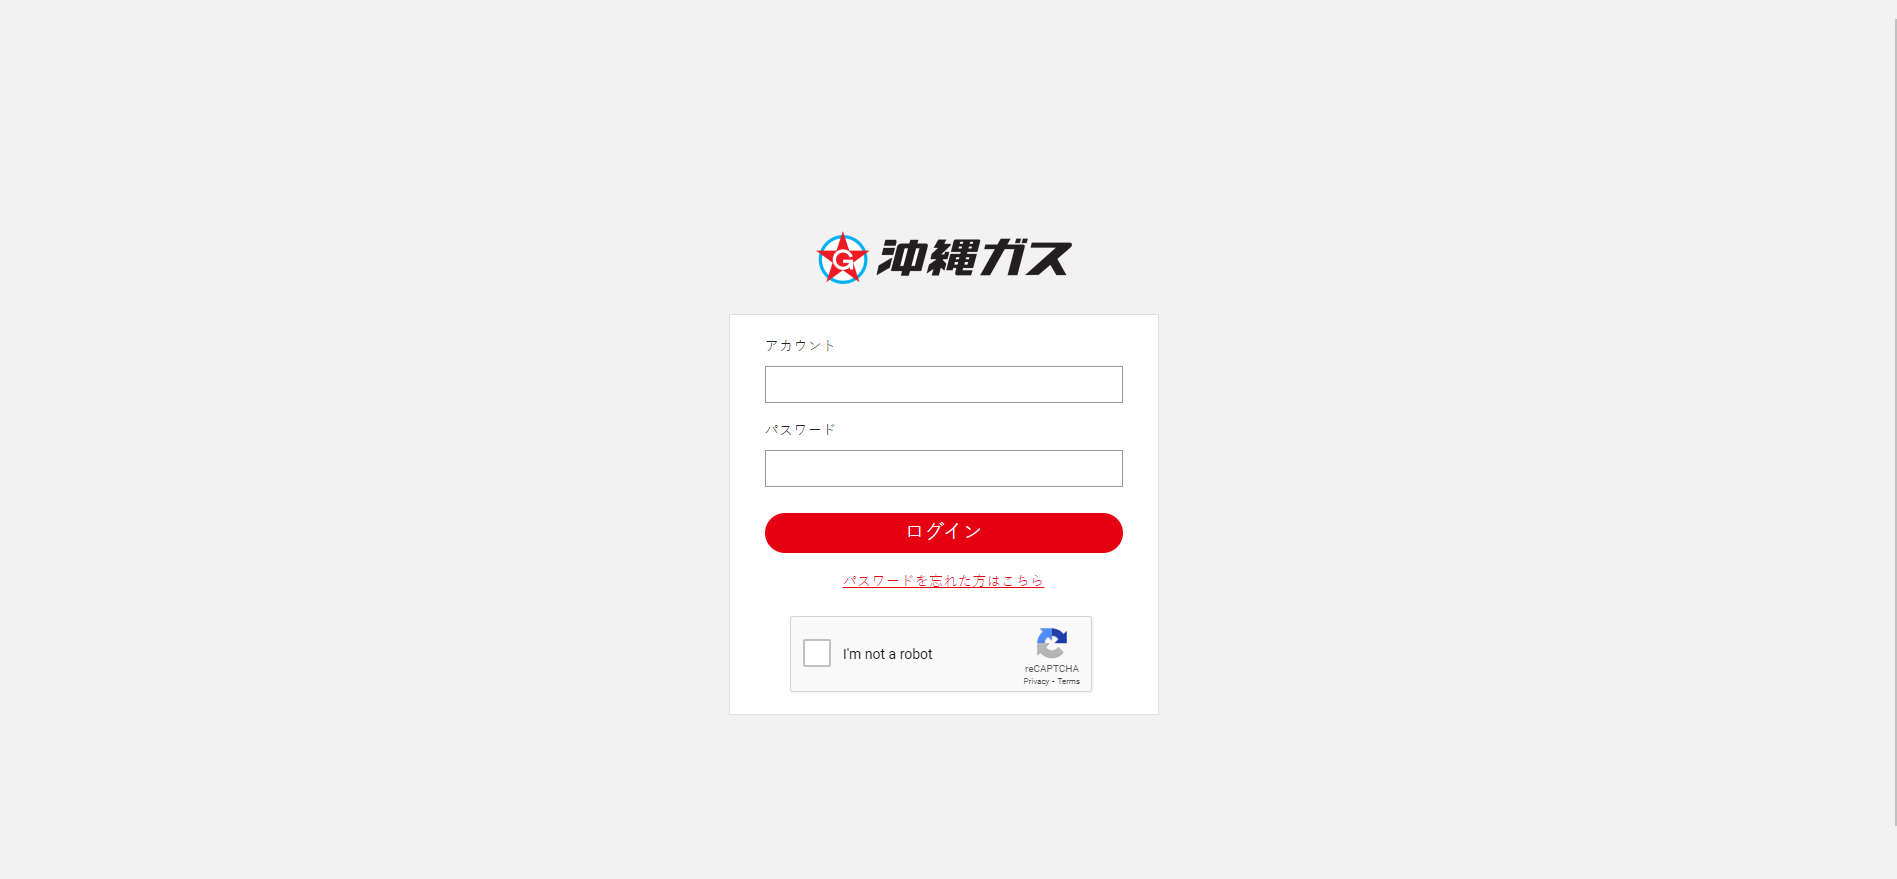 G 沖縄ガス
アカウント
パスワード
ログイン
パスワードを忘れた方はこちら
I'm not a robot
reCAPTCHA
Privacy - Terms